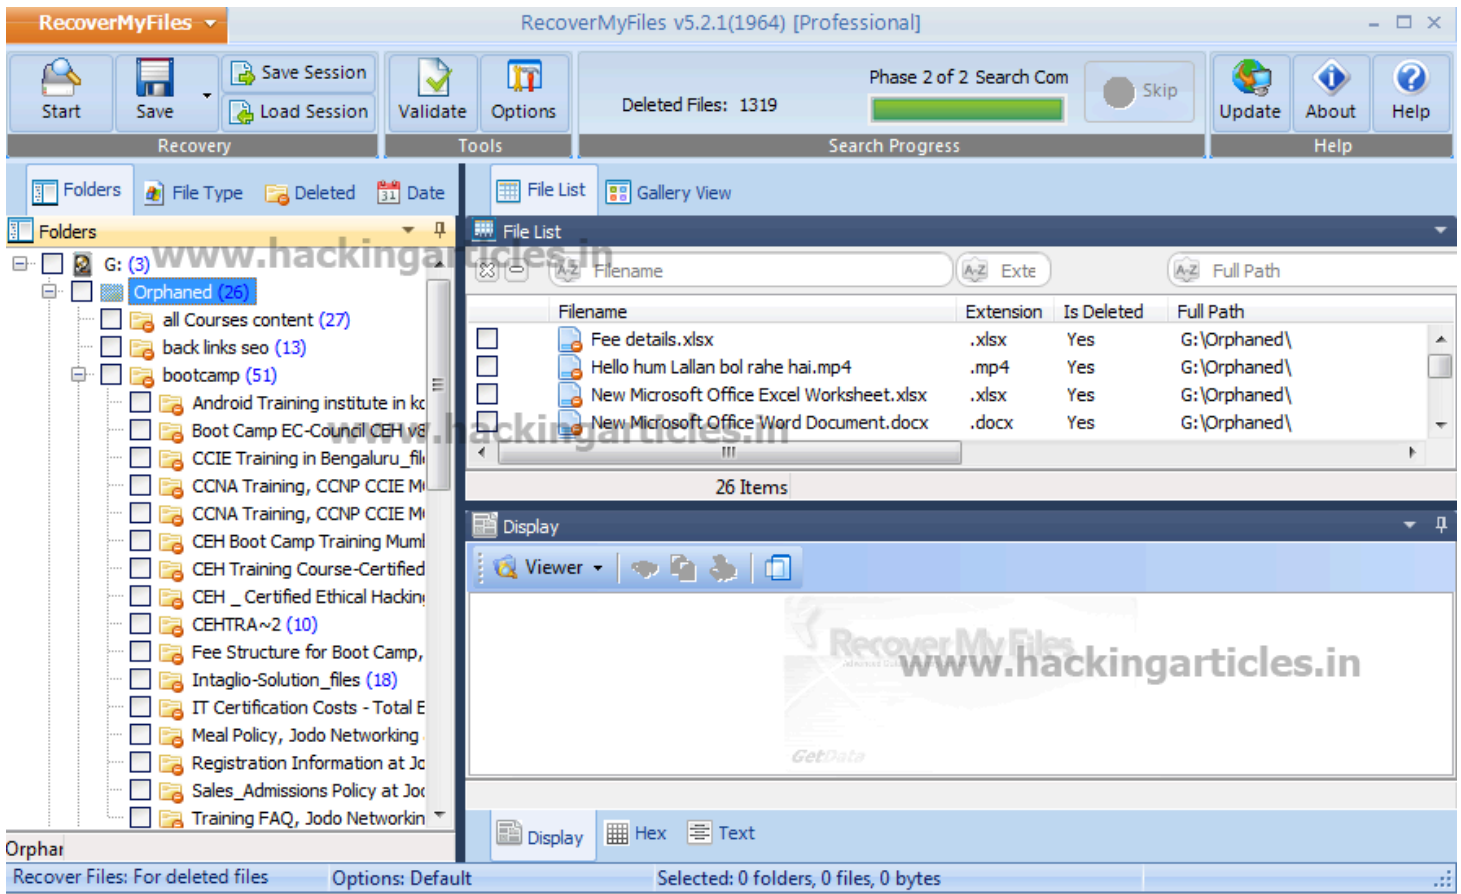 RecoverMyFiles
RecoverMyFiles v5.2.1(1964) [Professional]
Start
Save
Save Session
Load Session
Validate
Options
Deleted Files: 1319
Phase 2 of 2 Search Com
Skip
Update
About
Help
Recovery
Tools
Search Progress
Help
Folders
File Type
Deleted
31
Date
File List
Gallery View
Folders
File List
www.hackingarticles.in
G: (3)
A-Z
Filename
A-Z
Exte
A-Z
Full Path
Orphaned (26)
Filename
Extension
Is Deleted
Full Path
all Courses content (27)
Fee details.xlsx
.xlsx
Yes
G:\Orphaned\
back links seo (13)
Hello hum Lallan bol rahe hai.mp4
.mp4
Yes
G:\Orphaned\
bootcamp (51)
New Microsoft Office Excel Worksheet.xlsx
.xlsx
Yes
G:\Orphaned\
Android Training institute in kc
New Microsoft Office Word Document.docx
.docx
Yes
G:\Orphaned\
Boot Camp EC-Council CEH v8
www.hackingarticles.in
CCIE Training in Bengaluru_fil
CCNA Training, CCNP CCIE M
26 Items
CCNA Training, CCNP CCIE M
Display
CEH Boot Camp Training Muml
CEH Training Course-Certified
Viewer
CEH _ Certified Ethical Hacking
CEHTRA~2 (10)
Fee Structure for Boot Camp,
Recover My Files
www.hackingarticles.in
Intaglio-Solution_files (18)
IT Certification Costs - Total E
Meal Policy, Jodo Networking
GetData
Registration Information at Jo
Sales_Admissions Policy at Joo
Training FAQ, Jodo Networkin
Display
Hex
Text
Orphar
Recover Files: For deleted files
Options: Default
Selected: 0 folders, 0 files, 0 bytes